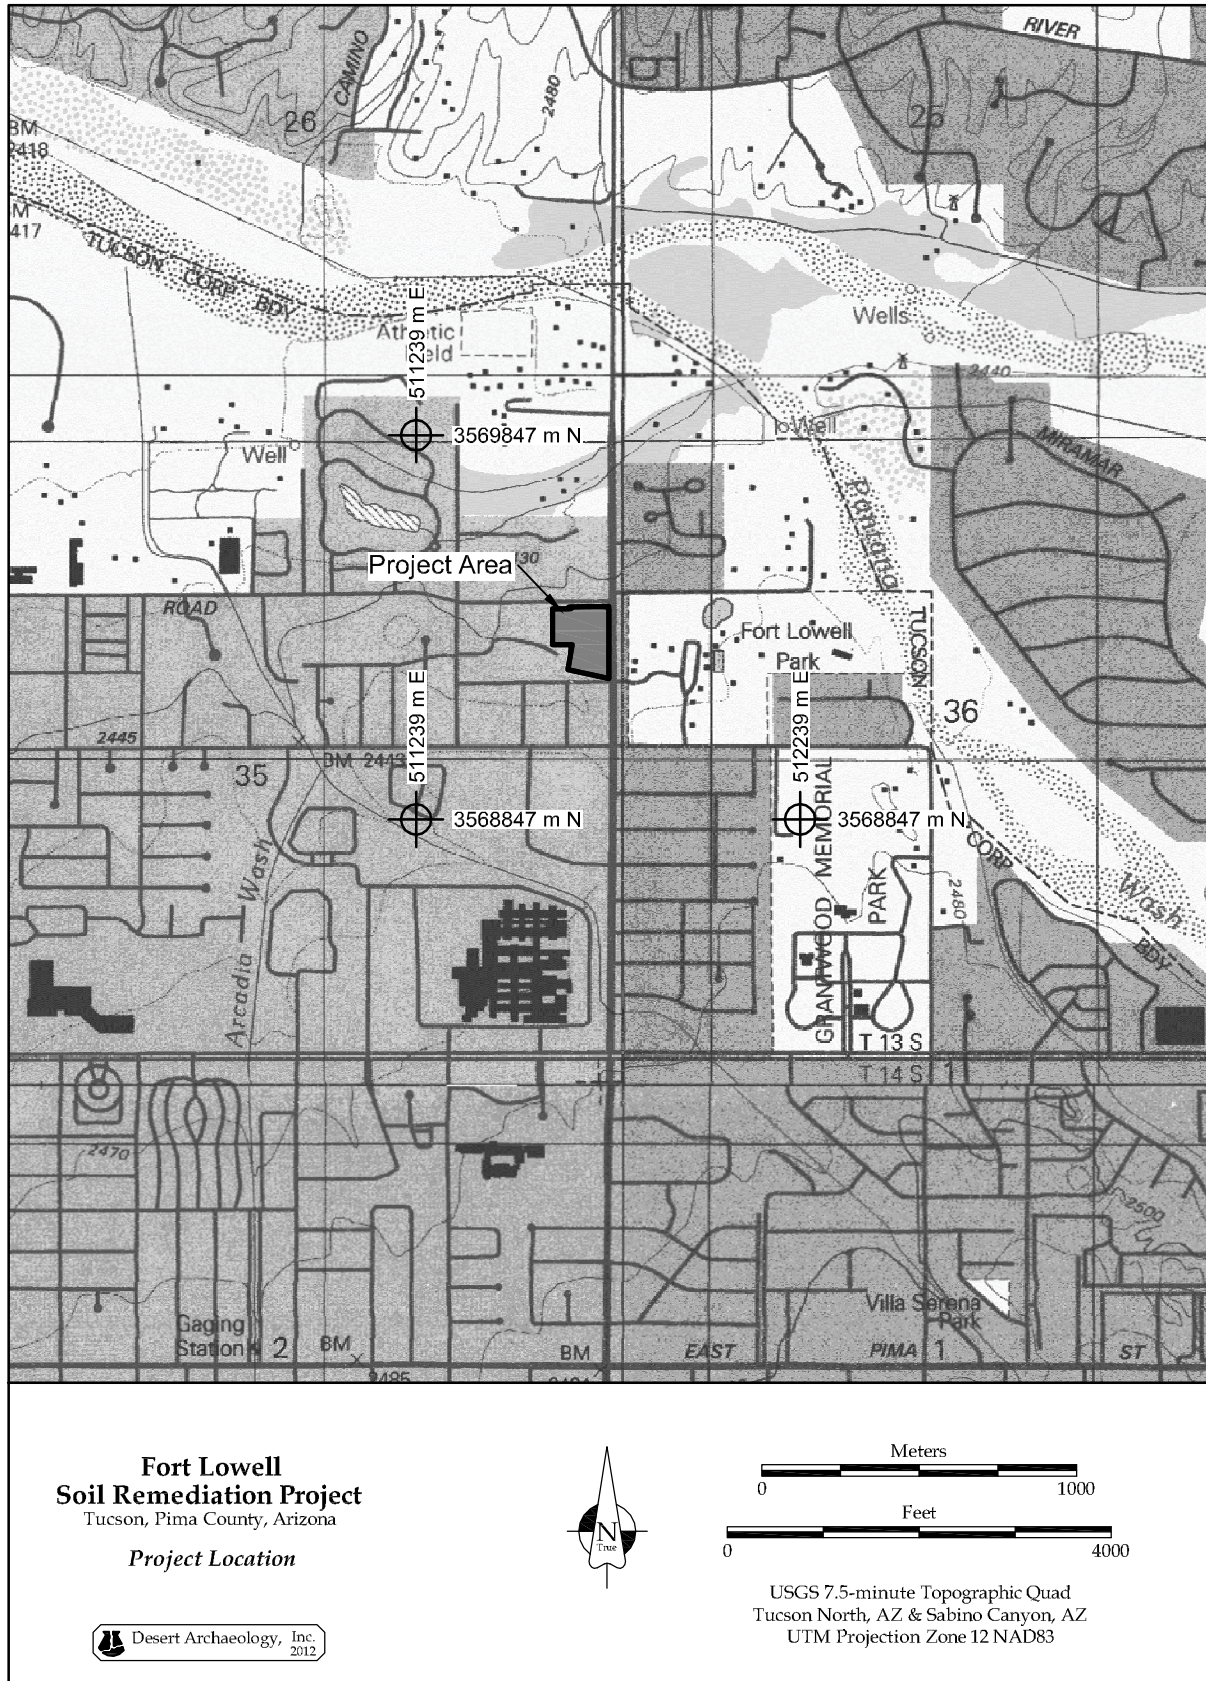 RIVER
CAMINO
26
2480
25
BM
2418
BM
417
TUCSON CORP BDY
Athletic
Field
511239 m E
3569847 m N
Wells
2440
Well
Well
MIRAMAR
Pantano
Project Area
ROAD
Fort Lowell
Park
TUCSON
36
2445
35
BM 2443
511239 m E
3568847 m N
512239 m E
3568847 m N
GRANTWOOD MEMORIAL
PARK
CORP
BDY
2480
Wash
Arcadia Wash
T 13 S
T 14 S
1
2470
2500
Villa Serena
Park
Gaging
Station
2
BM
2485
BM
EAST PIMA 1 ST
Fort Lowell
Soil Remediation Project
Tucson, Pima County, Arizona
Project Location
Desert Archaeology, Inc.
2012
N
True
Meters
0 1000
Feet
0 4000
USGS 7.5-minute Topographic Quad
Tucson North, AZ & Sabino Canyon, AZ
UTM Projection Zone 12 NAD83